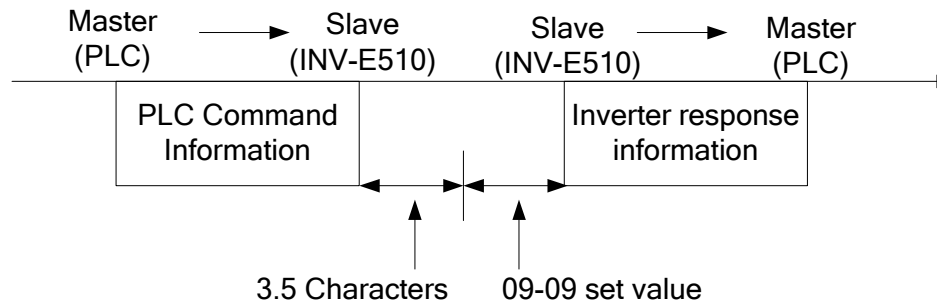 Master
(PLC)
Slave
(INV-E510)
Slave
(INV-E510)
Master
(PLC)
PLC Command
Information
Inverter response
information
3.5 Characters
09-09 set value